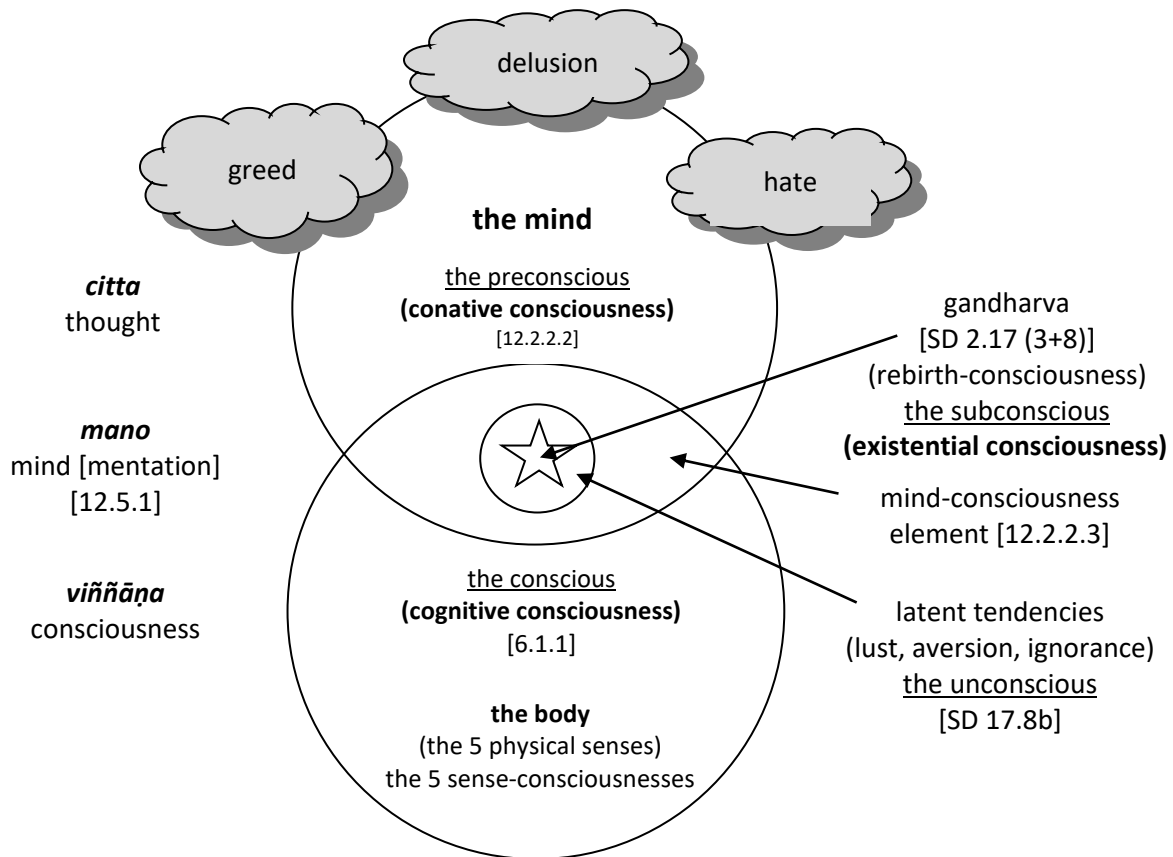 delusion
greed
hate
the mind
citta
thought
the preconscious
(conative consciousness)
[12.2.2.2]
gandharva
[SD 2.17 (3+8)]
(rebirth-consciousness)
the subconscious
(existential consciousness)
mano
mind [mentation]
[12.5.1]
mind-consciousness
element [12.2.2.3]
viññāṇa
consciousness
the conscious
(cognitive consciousness)
[6.1.1]
latent tendencies
(lust, aversion, ignorance)
the unconscious
[SD 17.8b]
the body
(the 5 physical senses)
the 5 sense-consciousnesses